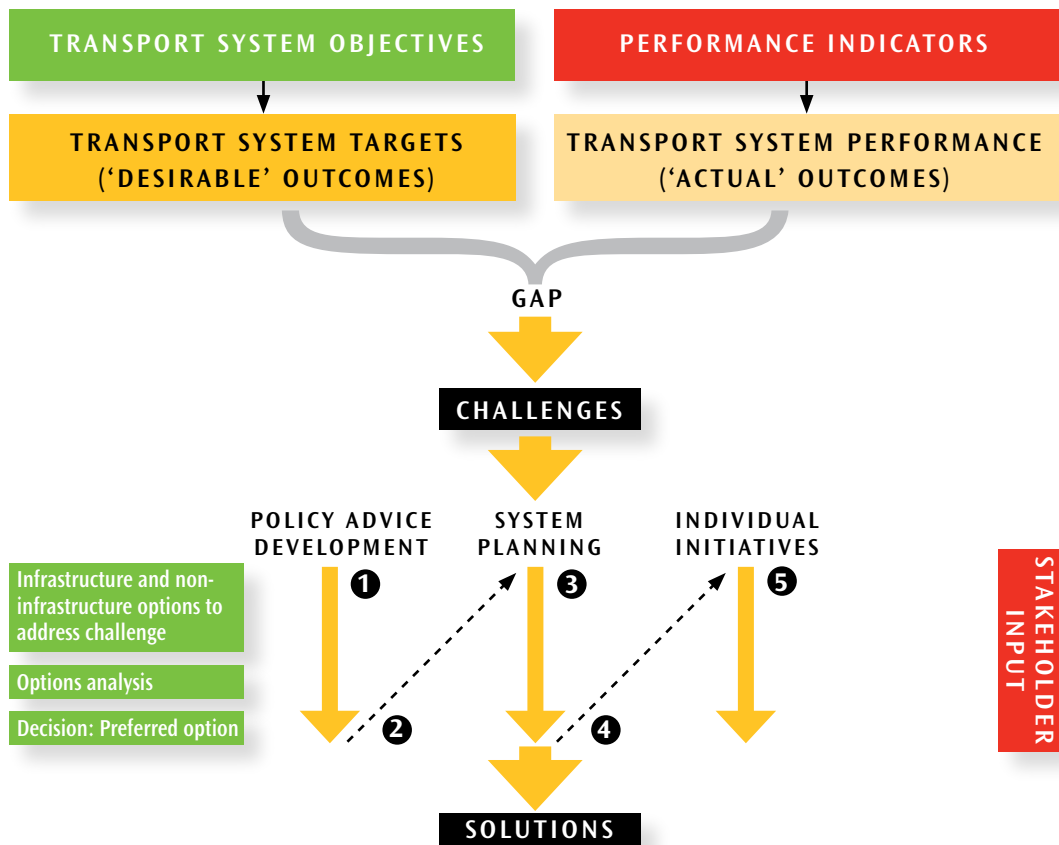 TRANSPORT SYSTEM OBJECTIVES
PERFORMANCE INDICATORS
TRANSPORT SYSTEM TARGETS
(‘DESIRABLE’ OUTCOMES)
TRANSPORT SYSTEM PERFORMANCE
(‘ACTUAL’ OUTCOMES)
GAP
CHALLENGES
POLICY ADVICE
DEVELOPMENT
SYSTEM
PLANNING
INDIVIDUAL
INITIATIVES
1
3
5
Infrastructure and non-
infrastructure options to
address challenge
Options analysis
Decision: Preferred option
2
4
STAKEHOLDER
INPUT
SOLUTIONS